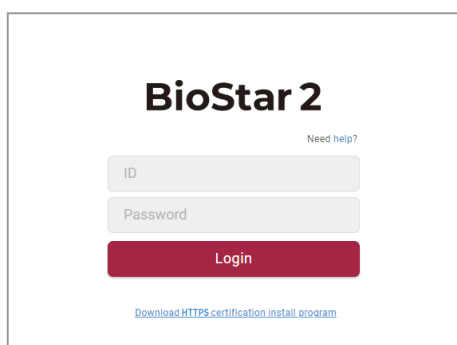 BioStar 2
Need help?
ID
Password
Login
Download HTTPS certification install program